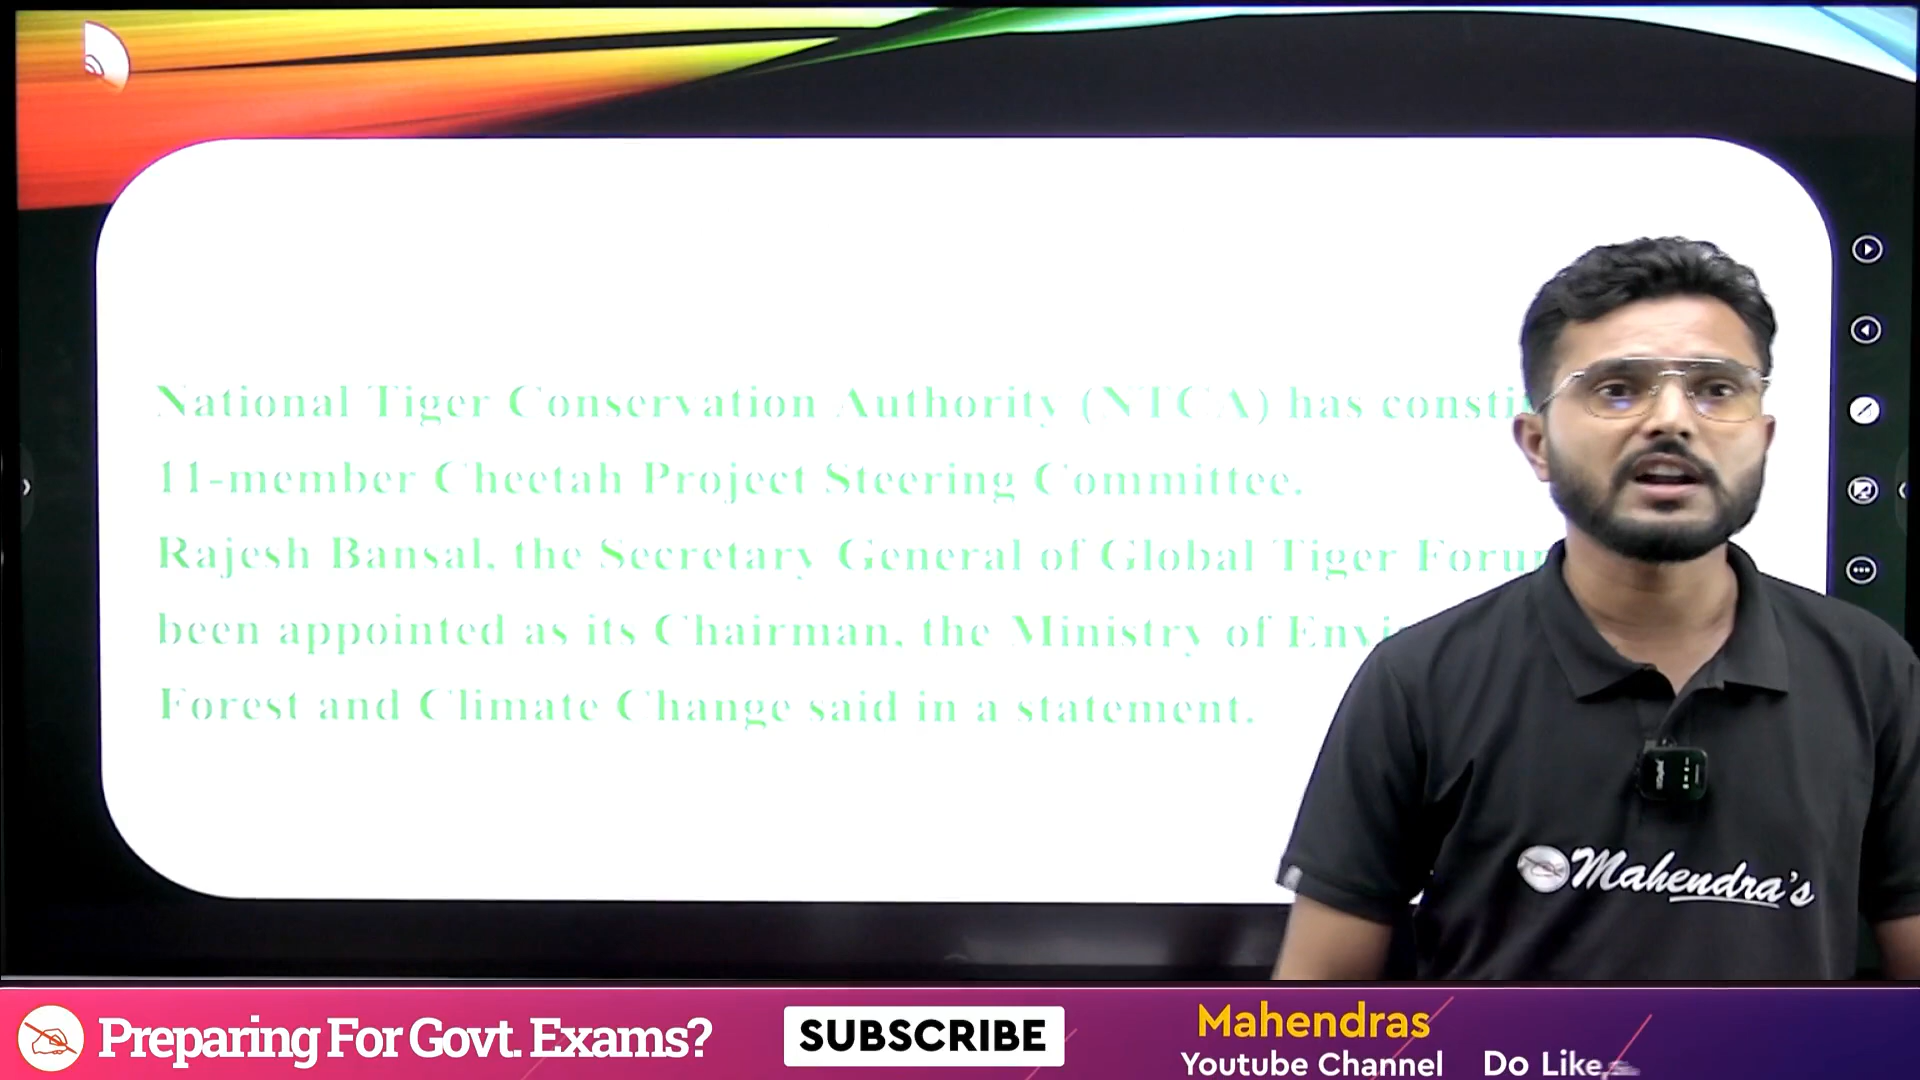 National Tiger Conservation Authority (NTCA) has consti
11-member Cheetah Project Steering Committee.
Rajesh Bansal, the Secretary General of Global Tiger Forum
been appointed as its Chairman, the Ministry of Envi
Forest and Climate Change said in a statement.
Mahendra's
Preparing For Govt. Exams?
SUBSCRIBE
Mahendras
Youtube Channel
Do Like,